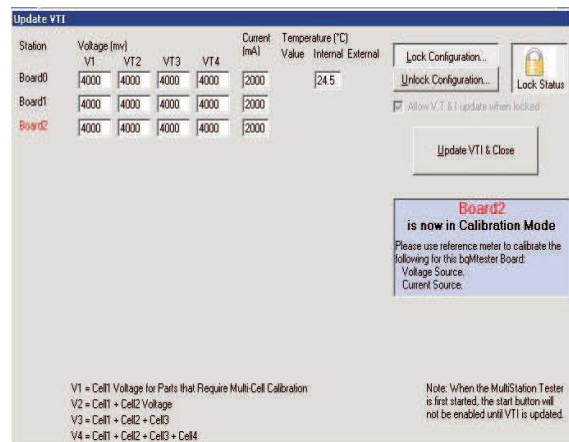 Update VTI
Station Voltage (mv) Current (mA) Temperature (°C)
V1 VT2 VT3 VT4 Value Internal External
Board0 4000 4000 4000 4000 2000 24.5
Board1 4000 4000 4000 4000 2000
Board2 4000 4000 4000 4000 2000
Lock Configuration...
Unlock Configuration...
Lock Status
Allow V,T & I update when locked
Update VTI & Close
Board2
is now in Calibration Mode
Please use reference meter to calibrate the
following for this bqMtester Board:
Voltage Source.
Current Source.
V1 = Cell1 Voltage for Parts that Require Multi-Cell Calibration
V2 = Cell1 + Cell2 Voltage
V3 = Cell1 + Cell2 + Cell3
V4 = Cell1 + Cell2 + Cell3 + Cell4
Note: When the MultiStation Tester
is first started, the start button will
not be enabled until VTI is updated.